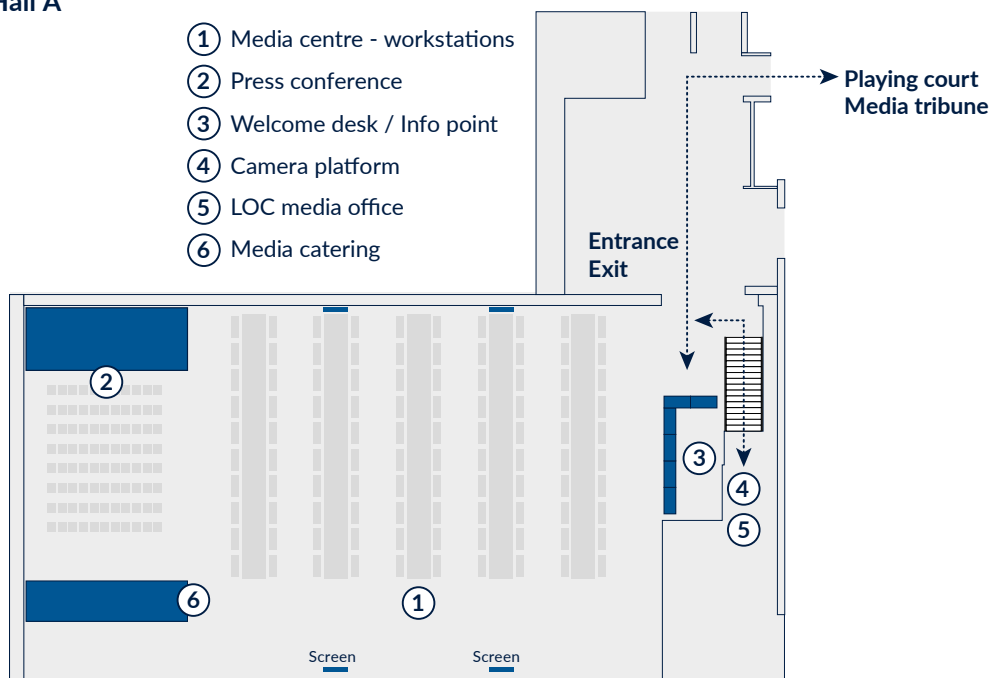 Hall A
1 Media centre - workstations
2 Press conference
3 Welcome desk / Info point
4 Camera platform
5 LOC media office
6 Media catering
Playing court
Media tribune
Entrance
Exit
2
3
4
5
6
1
Screen
Screen